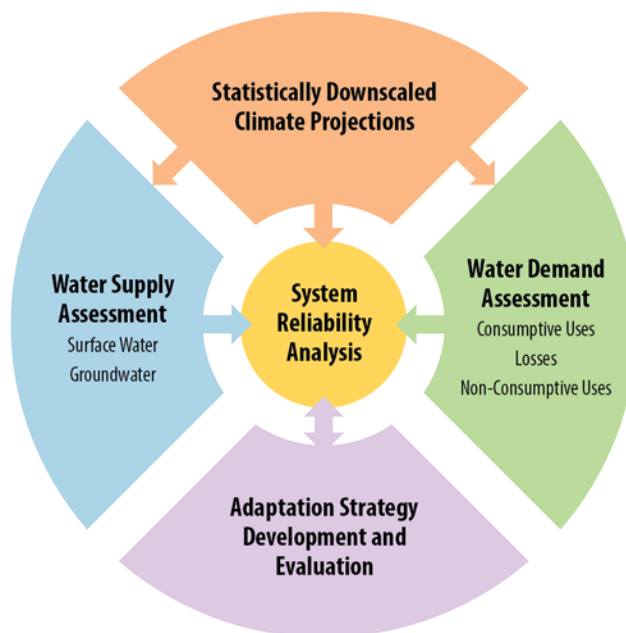 Statistically Downscaled
Climate Projections
Water Supply
Assessment
Surface Water
Groundwater
System
Reliability
Analysis
Water Demand
Assessment
Consumptive Uses
Losses
Non-Consumptive Uses
Adaptation Strategy
Development and
Evaluation